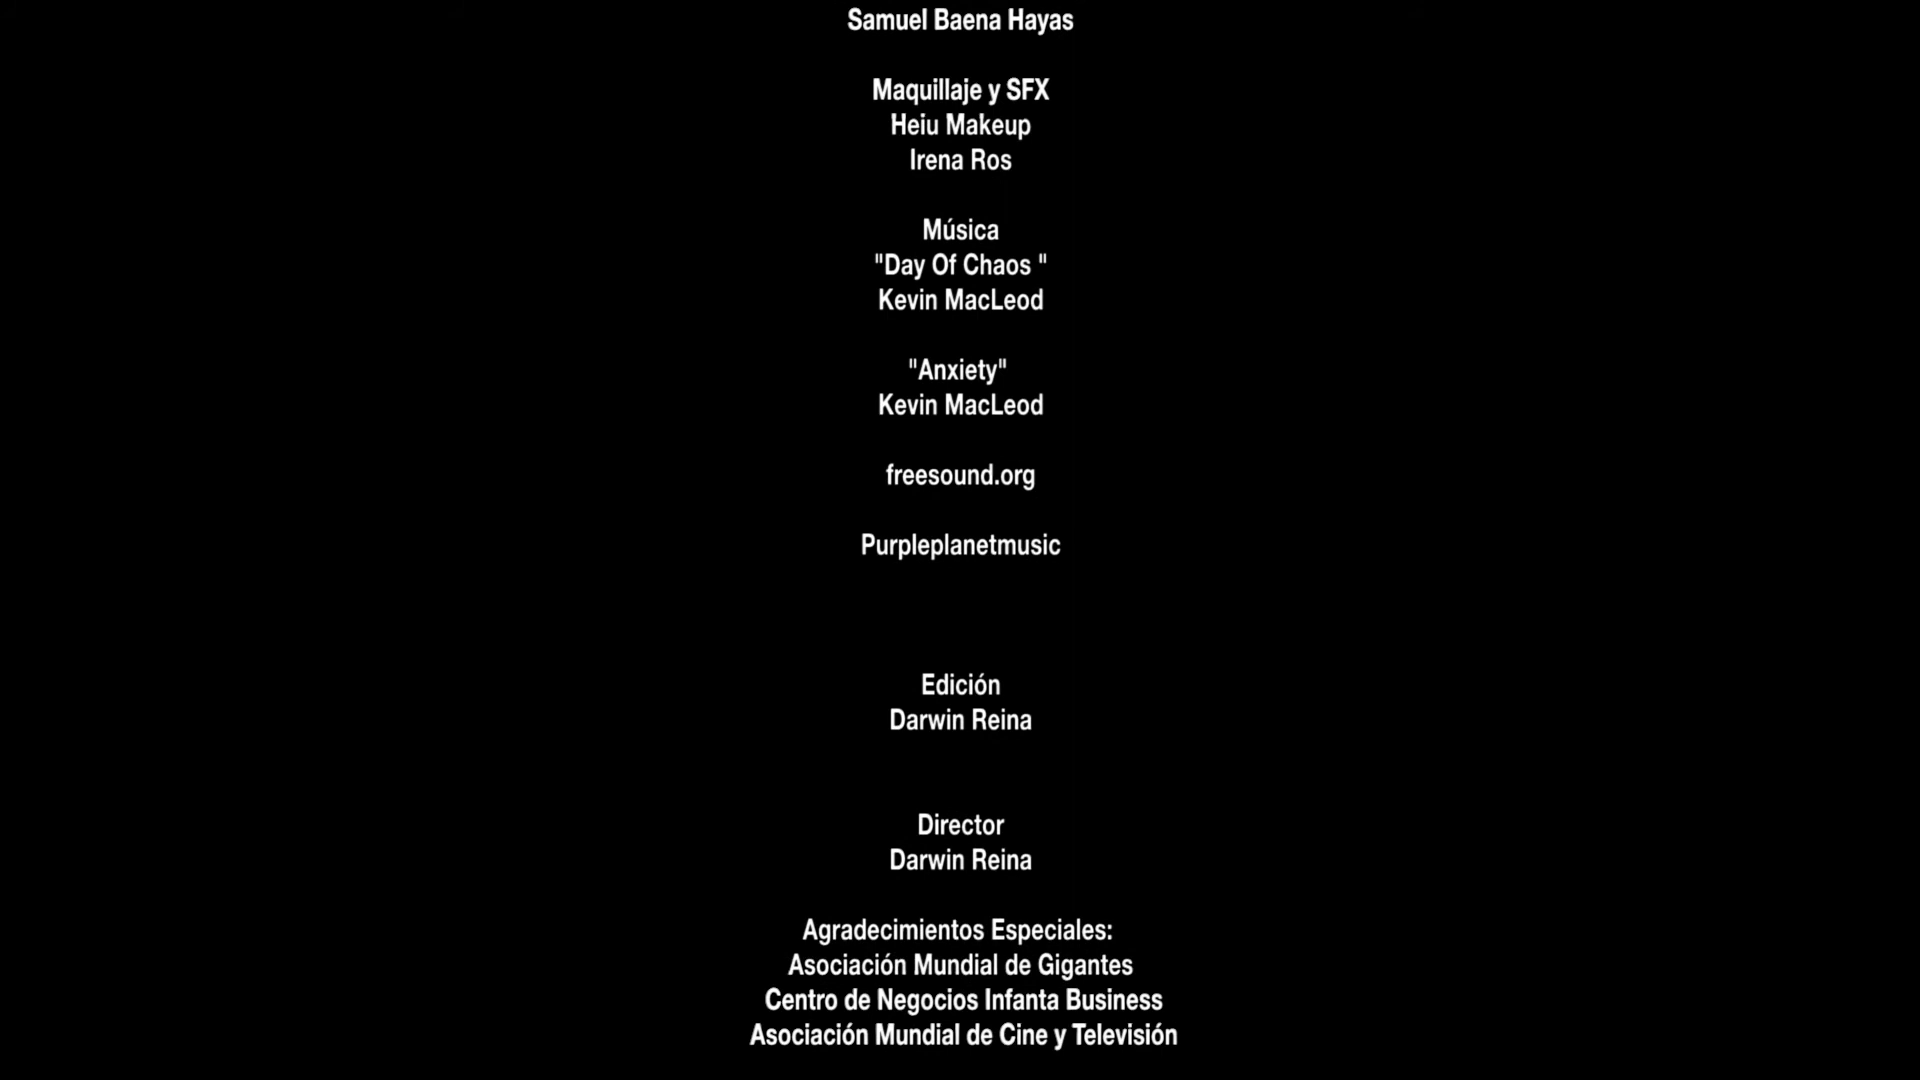 Samuel Baena Hayas
Maquillaje y SFX
Heiu Makeup
Irena Ros
Música
"Day Of Chaos "
Kevin MacLeod
"Anxiety"
Kevin MacLeod
freesound.org
Purpleplanetmusic
Edición
Darwin Reina
Director
Darwin Reina
Agradecimientos Especiales:
Asociación Mundial de Gigantes
Centro de Negocios Infanta Business
Asociación Mundial de Cine y Televisión